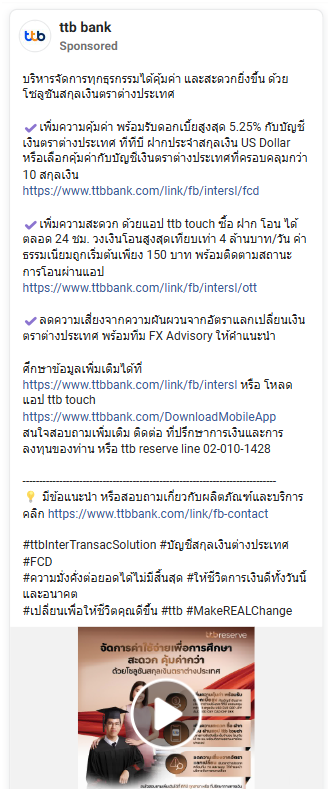 ttb bank
Sponsored
บริหารจัดการทุกธุรกรรมได้คุ้มค่า และสะดวกยิ่งขึ้น ด้วย
โซลูชันสกุลเงินตราต่างประเทศ
✔️เพิ่มความคุ้มค่า พร้อมรับดอกเบี้ยสูงสุด 5.25% กับบัญชี
เงินตราต่างประเทศ ทีทีบี ฝากประจำสกุลเงิน US Dollar
หรือเลือกคุ้มค่ากับบัญชีเงินตราต่างประเทศที่ครอบคลุมกว่า
10 สกุลเงิน
https://www.ttbbank.com/link/fb/intersl/fcd
✔️เพิ่มความสะดวก ด้วยแอป ttb touch ซื้อ ฝาก โอน ได้
ตลอด 24 ชม. วงเงินโอนสูงสุดเทียบเท่า 4 ล้านบาท/วัน ค่า
ธรรมเนียมถูกเริ่มต้นเพียง 150 บาท พร้อมติดตามสถานะ
การโอนผ่านแอป
https://www.ttbbank.com/link/fb/intersl/ott
✔️ลดความเสี่ยงจากความผันผวนจากอัตราแลกเปลี่ยนเงิน
ตราต่างประเทศ พร้อมทีม FX Advisory ให้คำแนะนำ
ศึกษาข้อมูลเพิ่มเติมได้ที่
https://www.ttbbank.com/link/fb/intersl หรือ โหลด
แอป ttb touch
https://www.ttbbank.com/DownloadMobileApp
สนใจสอบถามเพิ่มเติม ติดต่อ ที่ปรึกษาการเงินและการ
ลงทุนของท่าน หรือ ttb reserve line 02-010-1428
------------------------------------------------------------
💡 มีข้อแนะนำ หรือสอบถามเกี่ยวกับผลิตภัณฑ์และบริการ
คลิก https://www.ttbbank.com/link/fb-contact
#ttbInterTransacSolution #บัญชีสกุลเงินต่างประเทศ
#FCD
#ความมั่งคั่งต่อยอดได้ไม่มีสิ้นสุด #ให้ชีวิตการเงินดีทั้งวันนี้
และอนาคต
#เปลี่ยนเพื่อให้ชีวิตคุณดีขึ้น #ttb #MakeREALChange
ttb reserve
จัดการค่าใช้จ่ายเพื่อการศึกษา
สะดวก คุ้มค่ากว่า
ด้วยโซลูชันสกุลเงินตราต่างประเทศ